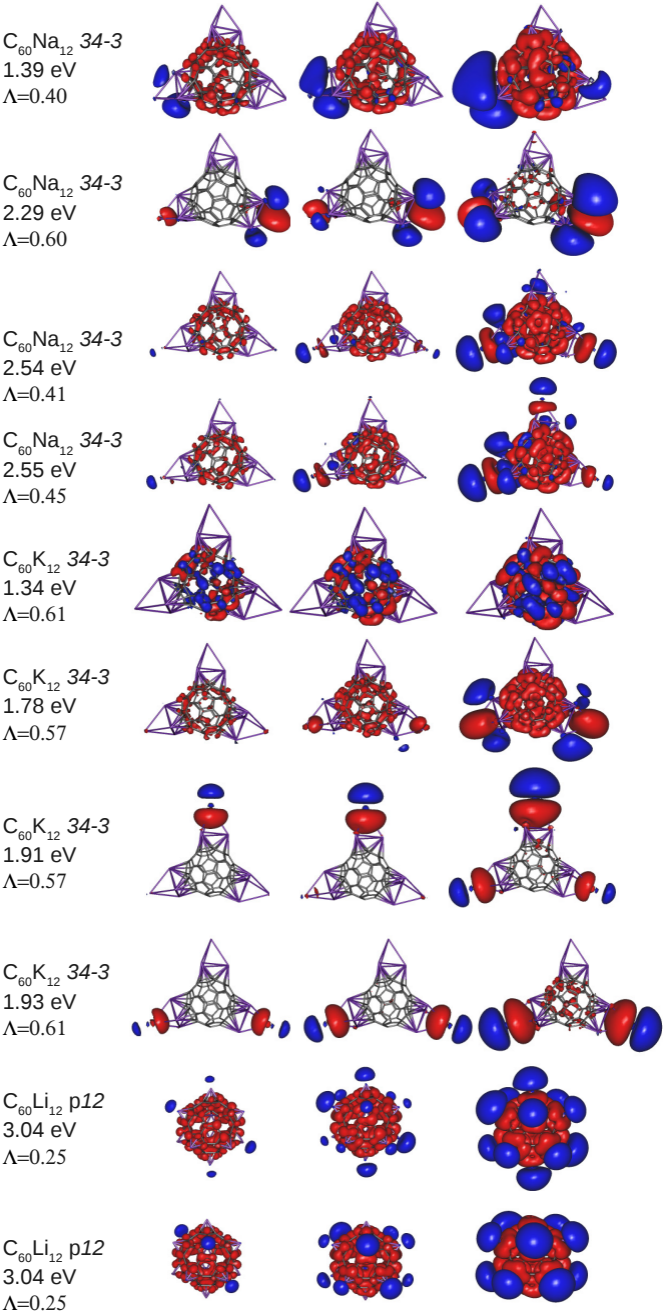 C60Na12 34-3
1.39 eV
Λ=0.40
C60Na12 34-3
2.29 eV
Λ=0.60
C60Na12 34-3
2.54 eV
Λ=0.41
C60Na12 34-3
2.55 eV
Λ=0.45
C60K12 34-3
1.34 eV
Λ=0.61
C60K12 34-3
1.78 eV
Λ=0.57
C60K12 34-3
1.91 eV
Λ=0.57
C60K12 34-3
1.93 eV
Λ=0.61
C60Li12 p12
3.04 eV
Λ=0.25
C60Li12 p12
3.04 eV
Λ=0.25